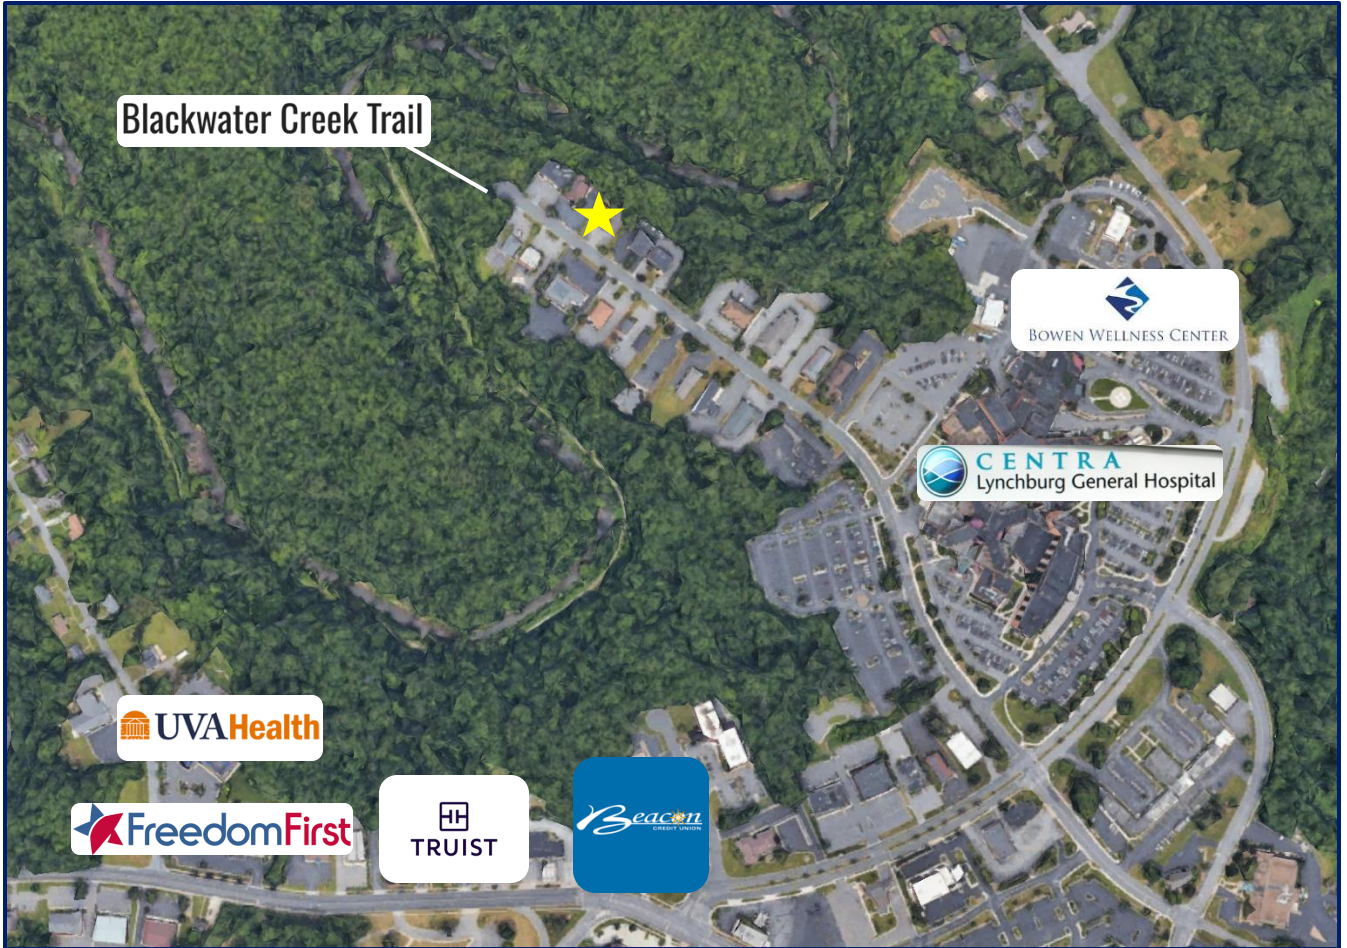 Blackwater Creek Trail
BOWEN WELLNESS CENTER
CENTRA
Lynchburg General Hospital
UVAHealth
FreedomFirst
TRUIST
Beacon
CREDIT UNION